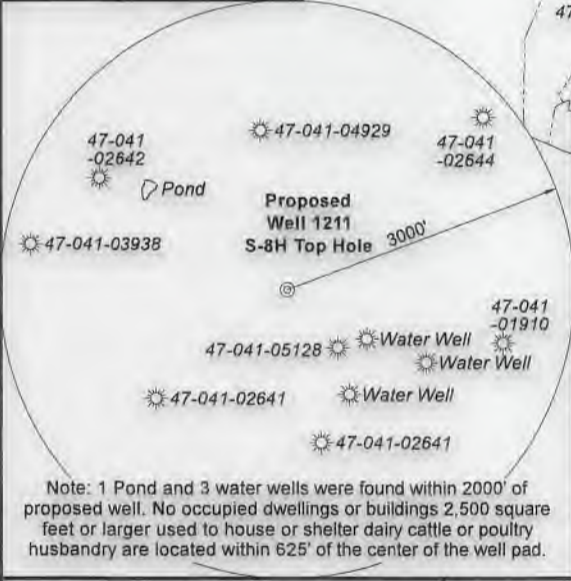 47
47-041-04929
47-041
-02642
47-041
-02644
Pond
Proposed
Well 1211
S-8H Top Hole
3000'
47-041-03938
47-041
-01910
47-041-05128
Water Well
Water Well
47-041-02641
Water Well
47-041-02641
Note: 1 Pond and 3 water wells were found within 2000' of
proposed well. No occupied dwellings or buildings 2,500 square
feet or larger used to house or shelter dairy cattle or poultry
husbandry are located within 625' of the center of the well pad.